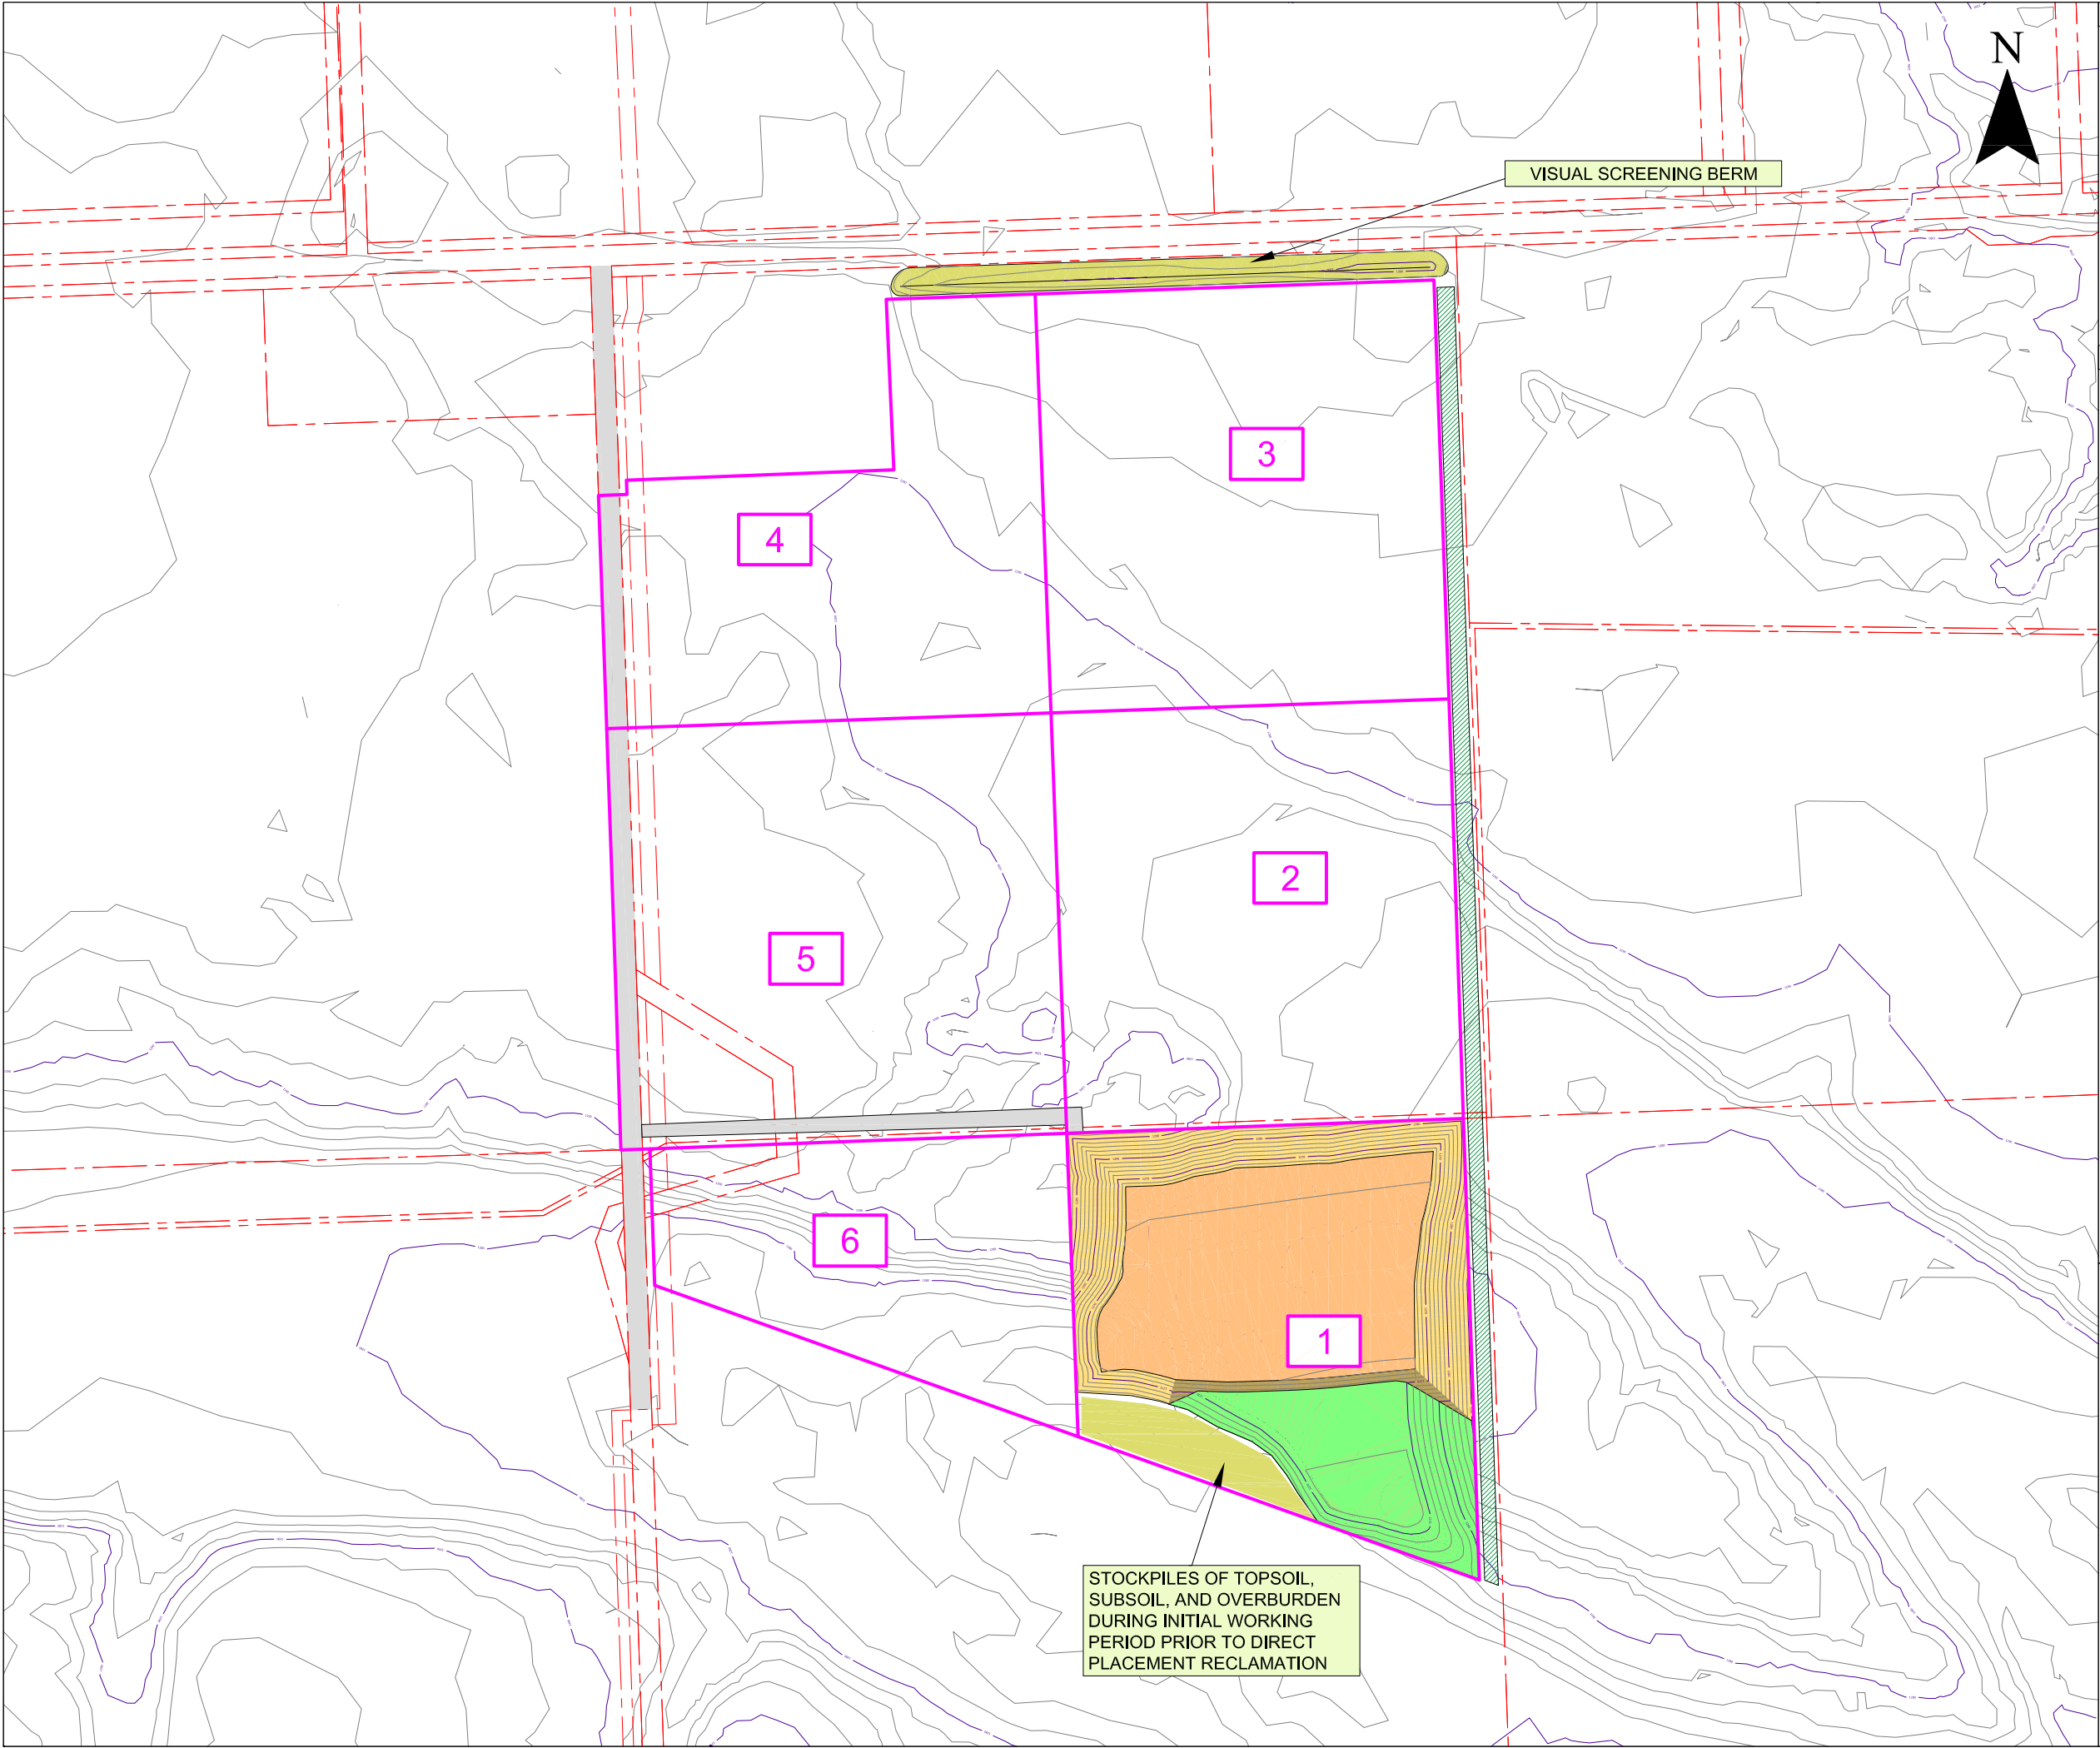 N
VISUAL SCREENING BERM
3
4
2
5
6
1
STOCKPILES OF TOPSOIL,
SUBSOIL, AND OVERBURDEN
DURING INITIAL WORKING
PERIOD PRIOR TO DIRECT
PLACEMENT RECLAMATION